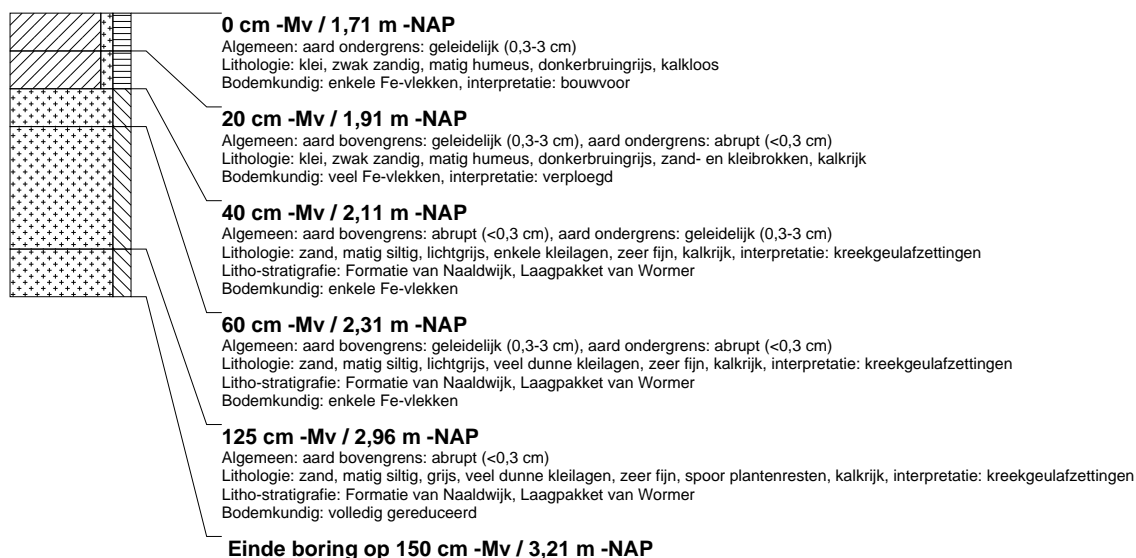 0 cm -Mv / 1,71 m -NAP
Algemeen: aard ondergrens: geleidelijk (0,3-3 cm)
Lithologie: klei, zwak zandig, matig humeus, donkerbruingrijs, kalkloos
Bodemkundig: enkele Fe-vlekken, interpretatie: bouwvoor
20 cm -Mv / 1,91 m -NAP
Algemeen: aard bovengrens: geleidelijk (0,3-3 cm), aard ondergrens: abrupt (<0,3 cm)
Lithologie: klei, zwak zandig, matig humeus, donkerbruingrijs, zand- en kleibrokken, kalkrijk
Bodemkundig: veel Fe-vlekken, interpretatie: verploegd
40 cm -Mv / 2,11 m -NAP
Algemeen: aard bovengrens: abrupt (<0,3 cm), aard ondergrens: geleidelijk (0,3-3 cm)
Lithologie: zand, matig siltig, lichtgrijs, enkele kleilagen, zeer fijn, kalkrijk, interpretatie: kreekgeulafzettingen
Litho-stratigrafie: Formatie van Naaldwijk, Laagpakket van Wormer
Bodemkundig: enkele Fe-vlekken
60 cm -Mv / 2,31 m -NAP
Algemeen: aard bovengrens: geleidelijk (0,3-3 cm), aard ondergrens: abrupt (<0,3 cm)
Lithologie: zand, matig siltig, lichtgrijs, veel dunne kleilagen, zeer fijn, kalkrijk, interpretatie: kreekgeulafzettingen
Litho-stratigrafie: Formatie van Naaldwijk, Laagpakket van Wormer
Bodemkundig: enkele Fe-vlekken
125 cm -Mv / 2,96 m -NAP
Algemeen: aard bovengrens: abrupt (<0,3 cm)
Lithologie: zand, matig siltig, grijs, veel dunne kleilagen, zeer fijn, spoor plantenresten, kalkrijk, interpretatie: kreekgeulafzettingen
Litho-stratigrafie: Formatie van Naaldwijk, Laagpakket van Wormer
Bodemkundig: volledig gereduceerd
Einde boring op 150 cm -Mv / 3,21 m -NAP